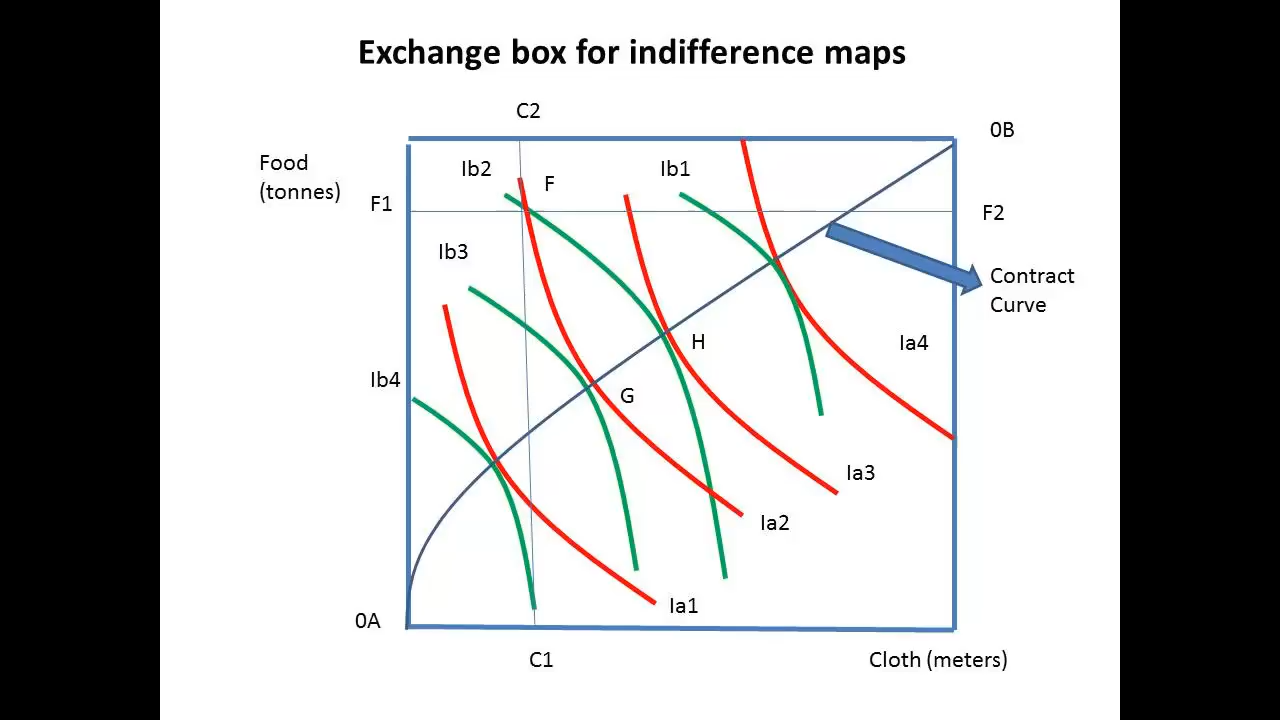 Exchange box for indifference maps
C2
0B
Food
(tonnes)
Ib2
F
Ib1
F1
F2
Ib3
Contract
Curve
H
Ia4
Ib4
G
Ia3
Ia2
Ia1
0A
C1
Cloth (meters)